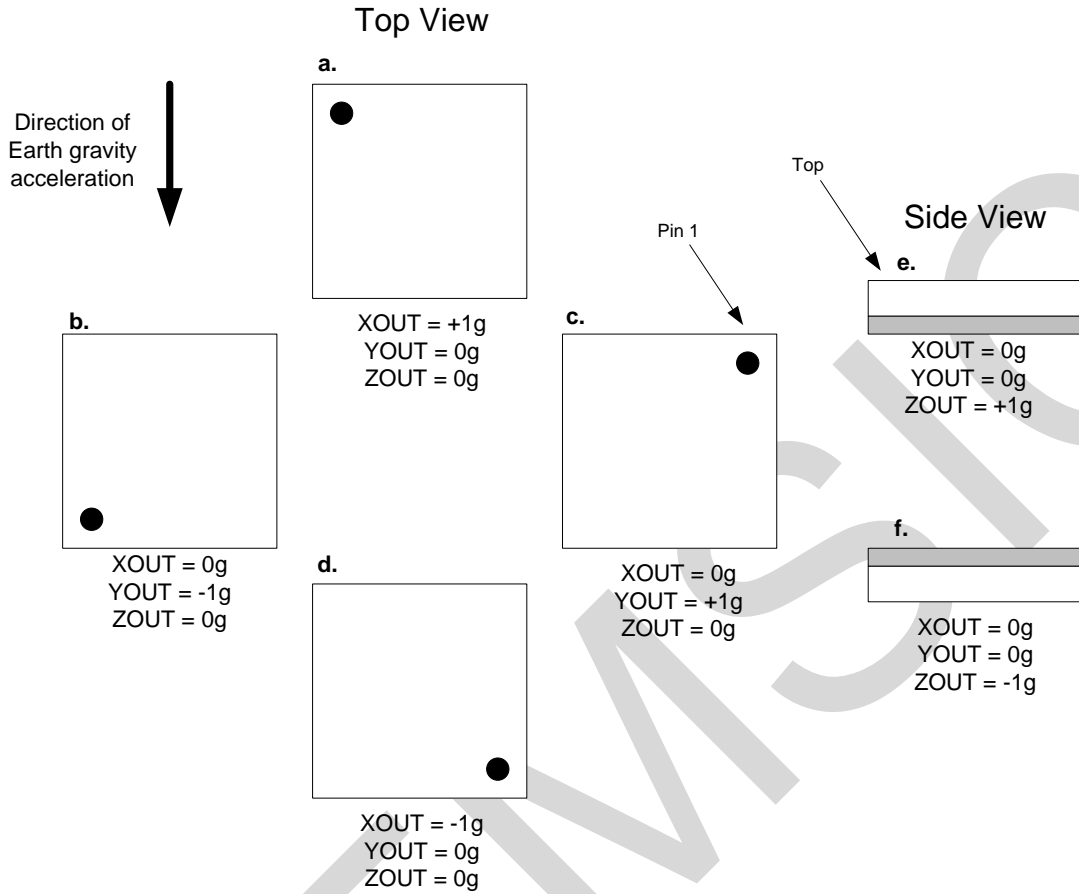 Top View
a.
Direction of
Earth gravity
acceleration
XOUT = +1g
YOUT = 0g
ZOUT = 0g
b.
XOUT = 0g
YOUT = -1g
ZOUT = 0g
Pin 1
c.
XOUT = 0g
YOUT = +1g
ZOUT = 0g
d.
XOUT = -1g
YOUT = 0g
ZOUT = 0g
Top
Side View
e.
XOUT = 0g
YOUT = 0g
ZOUT = +1g
f.
XOUT = 0g
YOUT = 0g
ZOUT = -1g